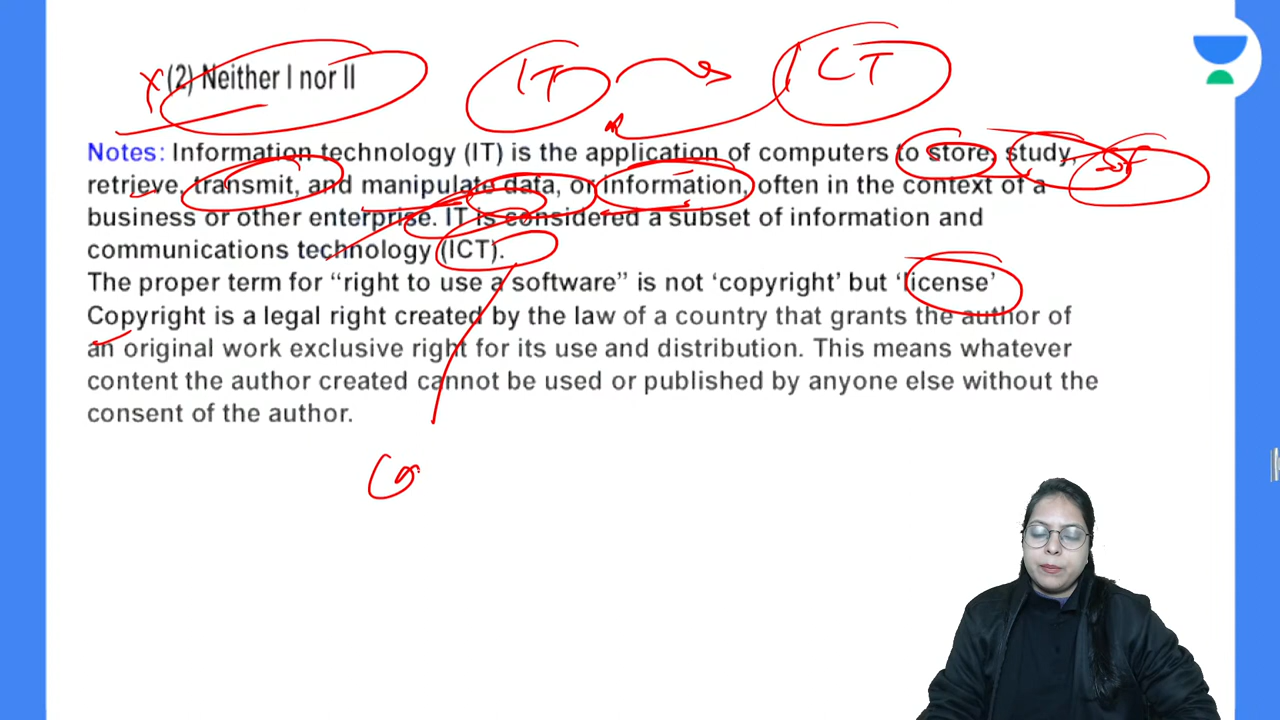 (2) Neither I nor II
IT ICT
Notes: Information technology (IT) is the application of computers to store, study,
retrieve, transmit, and manipulate data, or information, often in the context of a
business or other enterprise. IT is considered a subset of information and
communications technology (ICT).
The proper term for “right to use a software” is not ‘copyright’ but ‘license’
Copyright is a legal right created by the law of a country that grants the author of
an original work exclusive right for its use and distribution. This means whatever
content the author created cannot be used or published by anyone else without the
consent of the author.